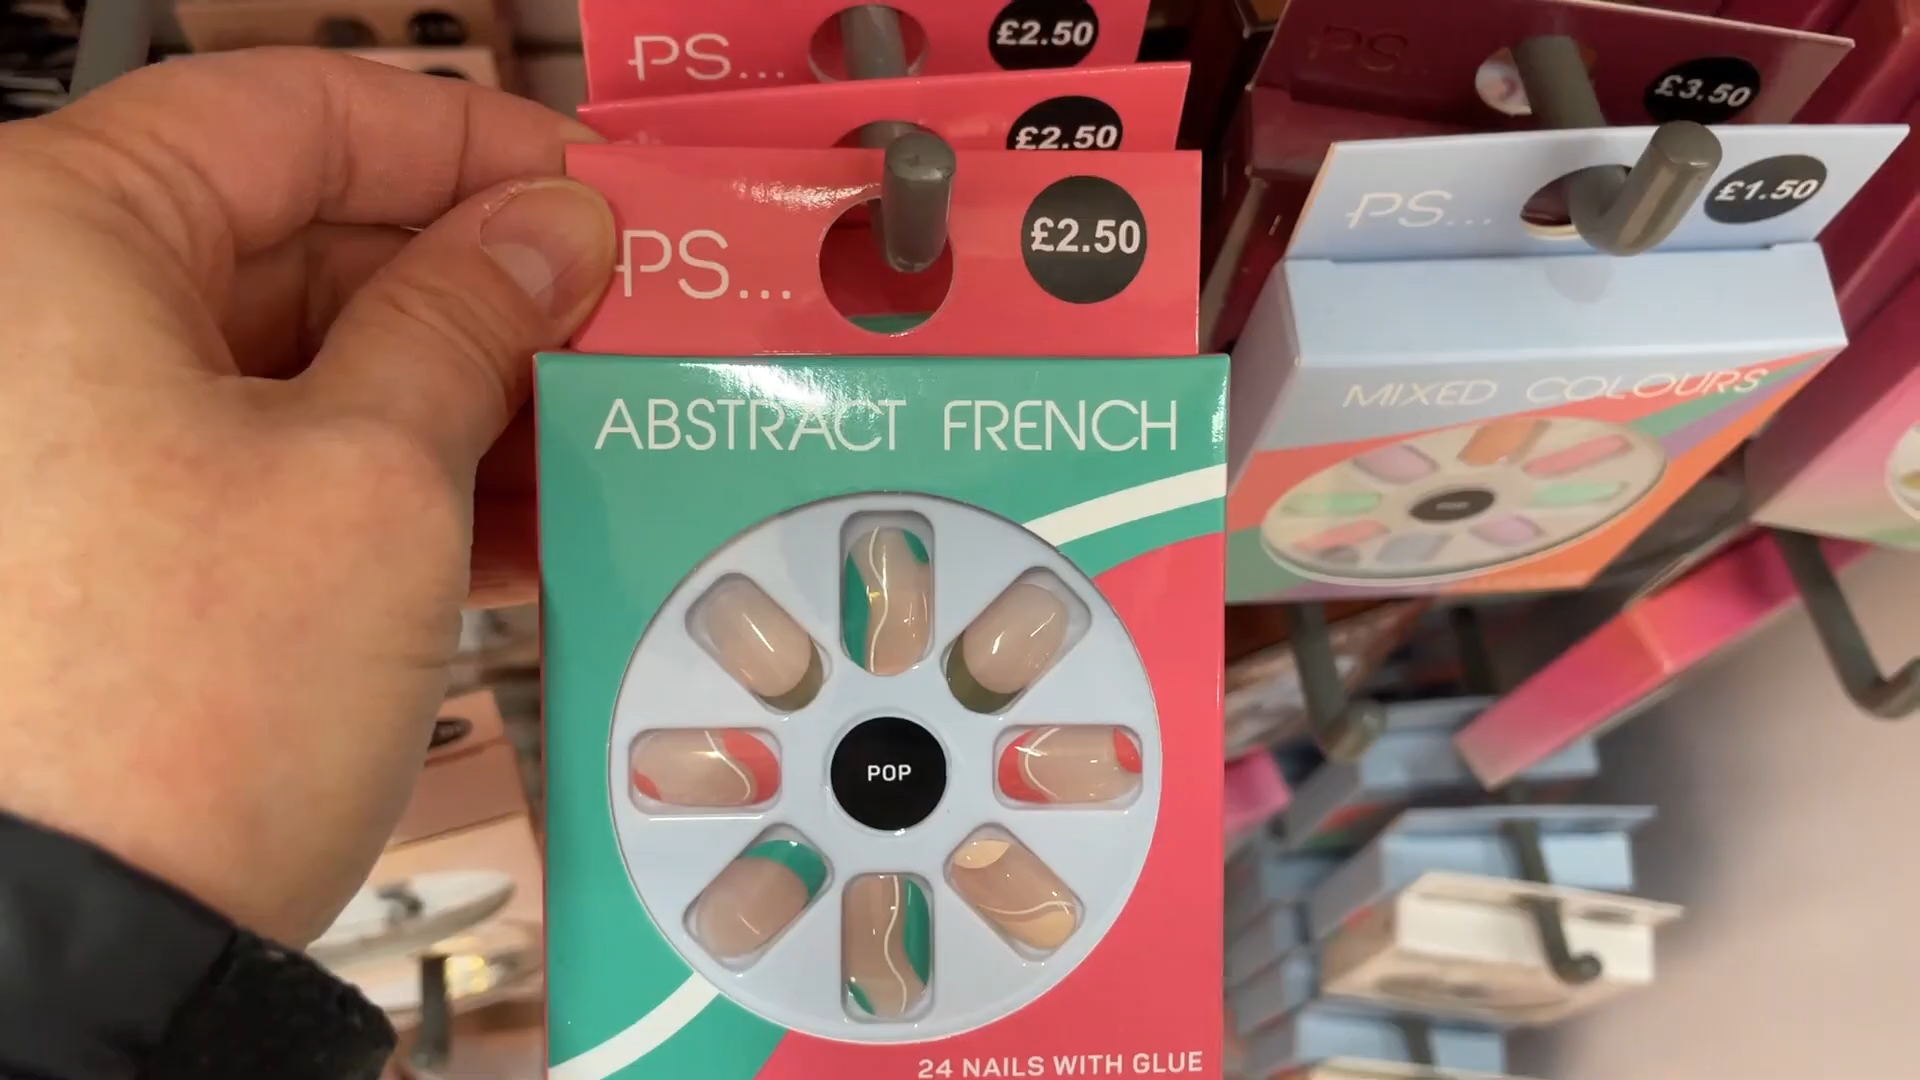 PS...
£2.50
PS...
£3.50
£2.50
PS...
£2.50
PS...
£1.50
ABSTRACT FRENCH
MIXED COLOURS
POP
POP
24 NAILS WITH GLUE